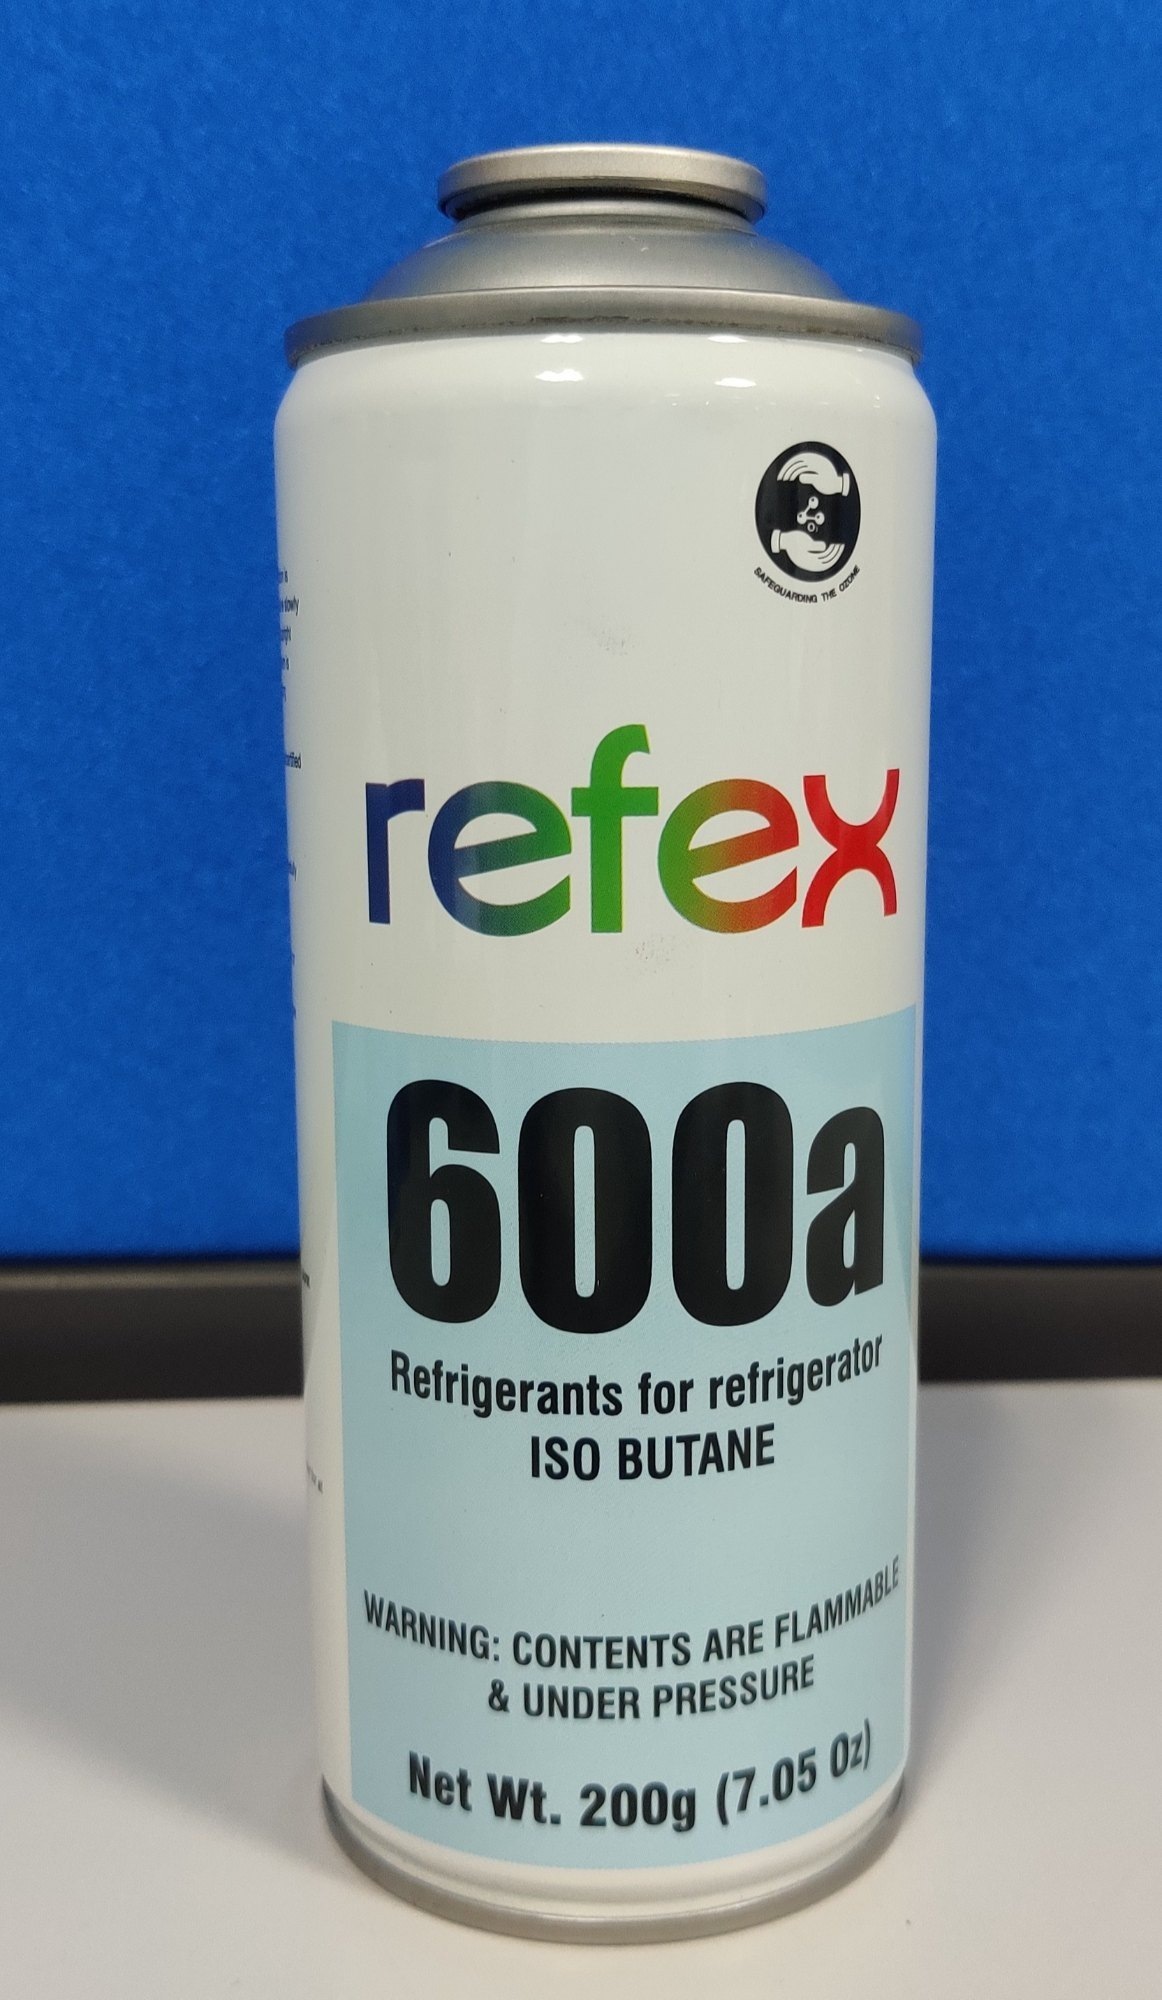 SAFEGUARDING THE OZONE
refex
600a
Refrigerants for refrigerator
ISO BUTANE
WARNING: CONTENTS ARE FLAMMABLE
& UNDER PRESSURE
Net Wt. 200g (7.05 Oz)